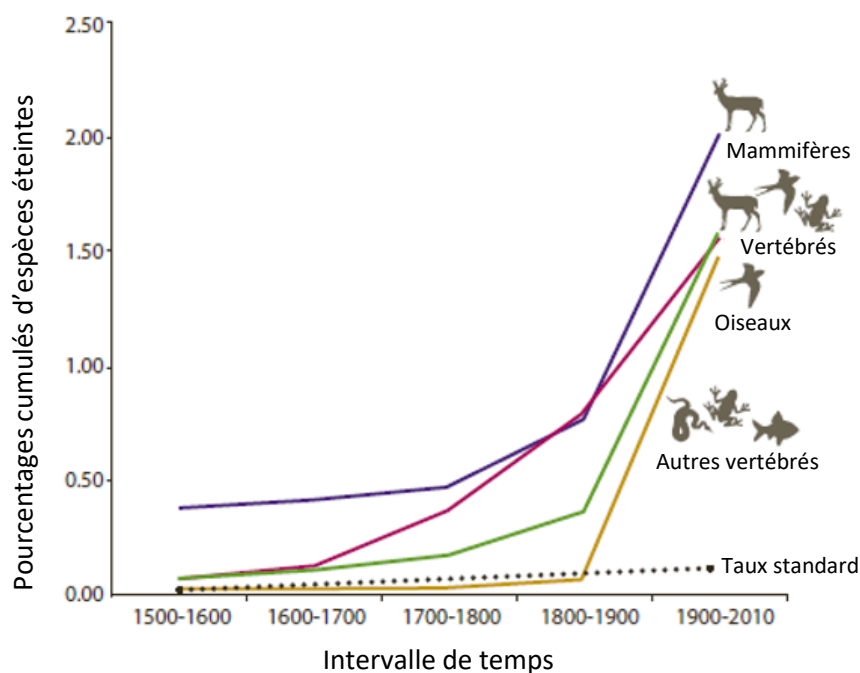 Pourcentages cumulés d’espèces éteintes
2.50
2.00
1.50
1.00
0.50
0.00
Mammifères
Vertébrés
Oiseaux
Autres vertébrés
Taux standard
1500-1600
1600-1700
1700-1800
1800-1900
1900-2010
Intervalle de temps